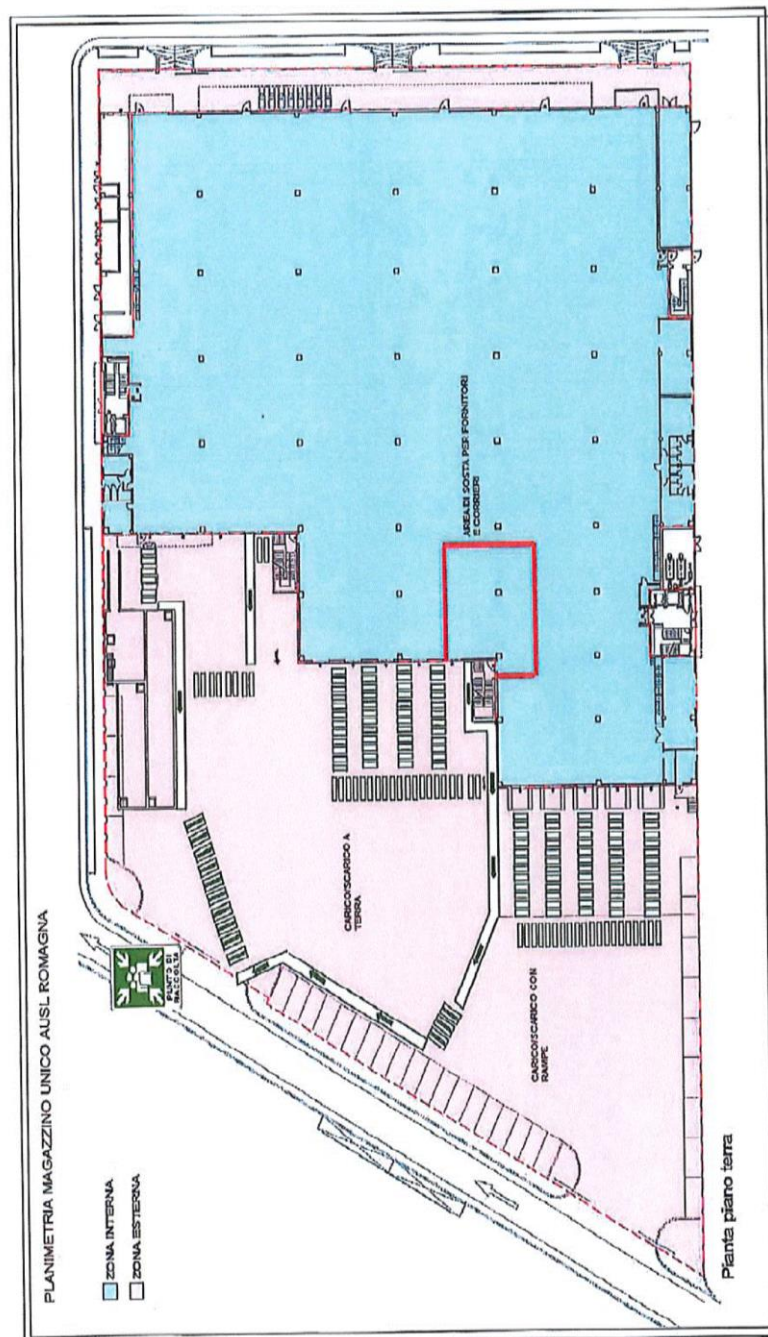 PLANIMETRIA MAGAZZINO UNICO AUSL ROMAGNA
ZONA INTERNA
ZONA ESTERNA
PUNTO DI
RACCOLTA
CARICO/SCARICO A
TERRA
CARICO/SCARICO CON
RAMPE
AREA DI SOSTA PER FORNITORI
E CORRIERI
Pianta piano terra